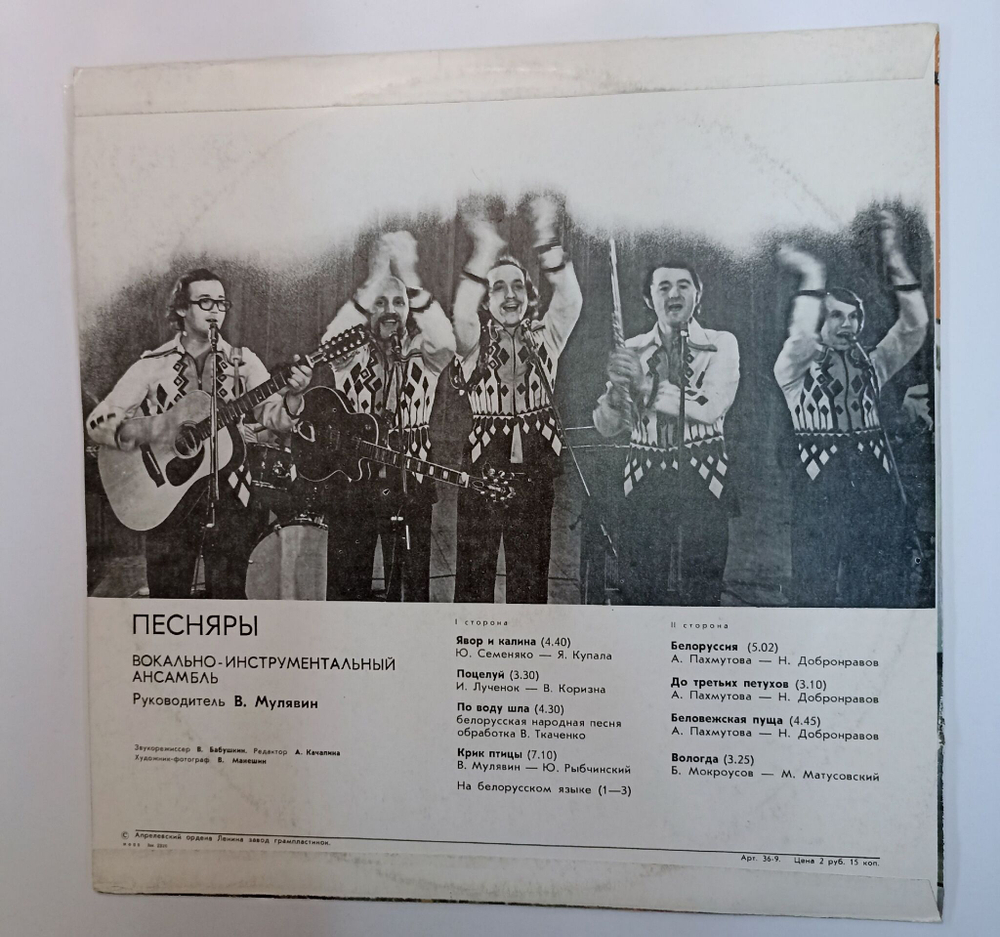 ПЕСНЯРЫ
ВОКАЛЬНО-ИНСТРУМЕНТАЛЬНЫЙ
АНСАМБЛЬ
Руководитель В. Мулявин
Звукорежиссер В. Бабушкин. Редактор А. Качалина
Художник-фотограф В. Манешин
I сторона
Явор и калина (4.40)
Ю. Семеняко — Я. Купала
Поцелуй (3.30)
И. Лученок — В. Коризна
По воду шла (4.30)
белорусская народная песня
обработка В. Ткаченко
Крик птицы (7.10)
В. Мулявин — Ю. Рыбчинский
На белорусском языке (1—3)
II сторона
Белоруссия (5.02)
А. Пахмутова — Н. Добронравов
До третьих петухов (3.10)
А. Пахмутова — Н. Добронравов
Беловежская пуща (4.45)
А. Пахмутова — Н. Добронравов
Вологда (3.25)
Б. Мокроусов — М. Матусовский
© Апрелевский ордена Ленина завод грампластинок.
Арт. 36-9. Цена 2 руб. 15 коп.